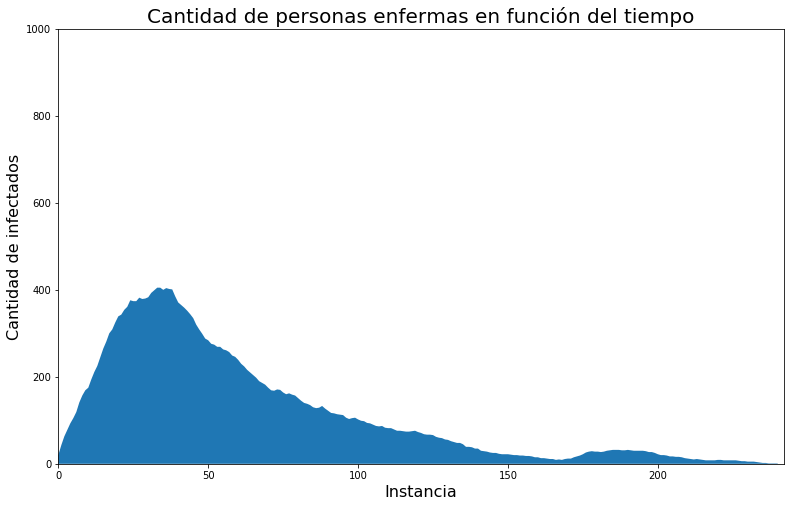 Cantidad de personas enfermas en función del tiempo
1000
800
600
400
200
0
Cantidad de infectados
0 50 100 150 200
Instancia